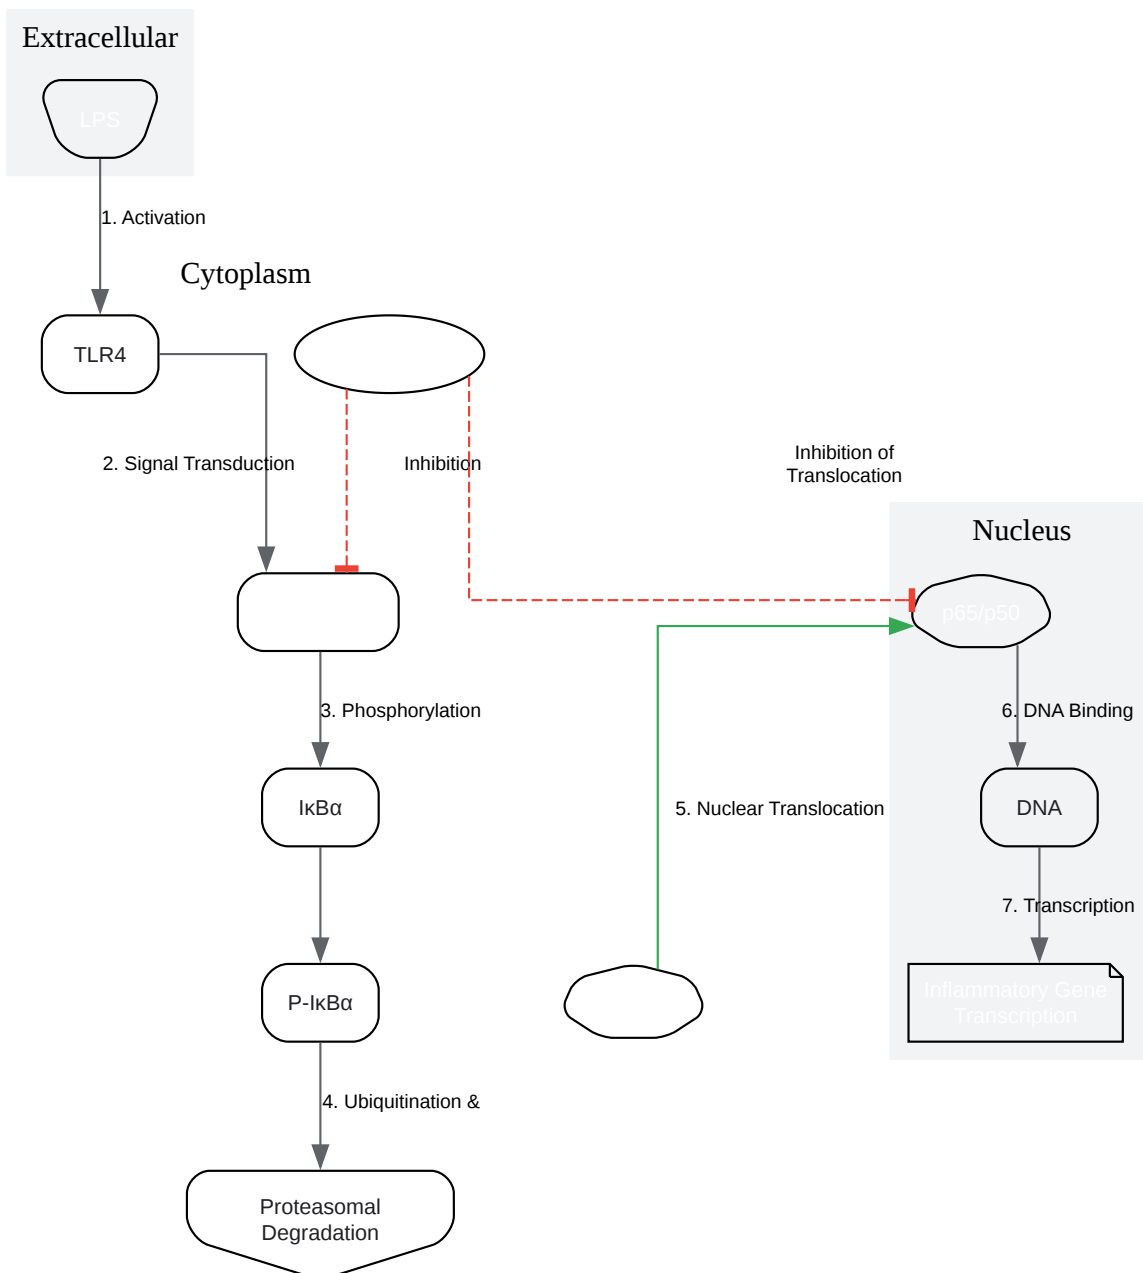 Extracellular
LPS
1. Activation
Cytoplasm
TLR4
2. Signal Transduction
Inhibition
Inhibition of
Translocation
Nucleus
p65/p50
3. Phosphorylation
6. DNA Binding
IκBα
5. Nuclear Translocation
DNA
7. Transcription
P-IκBα
Inflammatory Gene
Transcription
4. Ubiquitination &
Proteasomal
Degradation